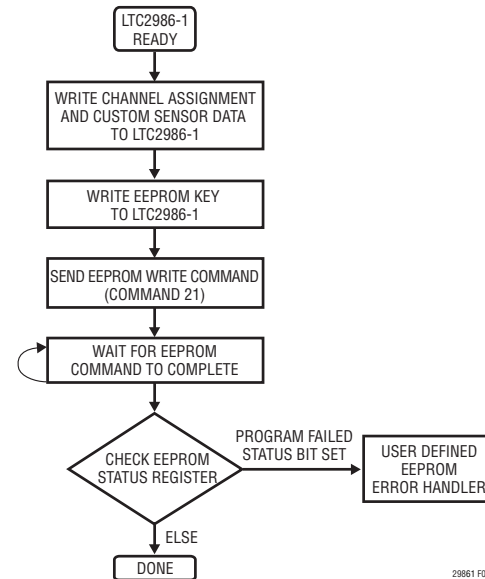 LTC2986-1
READY
WRITE CHANNEL ASSIGNMENT
AND CUSTOM SENSOR DATA
TO LTC2986-1
WRITE EEPROM KEY
TO LTC2986-1
SEND EEPROM WRITE COMMAND
(COMMAND 21)
WAIT FOR EEPROM
COMMAND TO COMPLETE
CHECK EEPROM
STATUS REGISTER
PROGRAM FAILED
STATUS BIT SET
USER DEFINED
EEPROM
ERROR HANDLER
ELSE
DONE
29861 F0